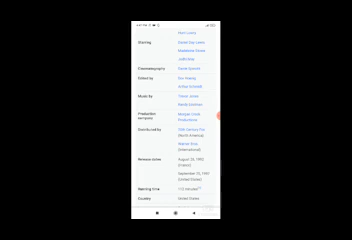 Starring
Daniel Day-Lewis
Madeleine Stowe
Jodhi May
Cinematography
Dante Spinotti
Edited by
Dov Hoenig
Arthur Schmidt
Music by
Trevor Jones
Randy Edelman
Production company
Morgan Creek Productions
Distributed by
20th Century Fox
(North America)
Warner Bros.
(International)
Release dates
August 26, 1992
September 25, 1992
(United States)
Running time
112 minutes
Country
United States